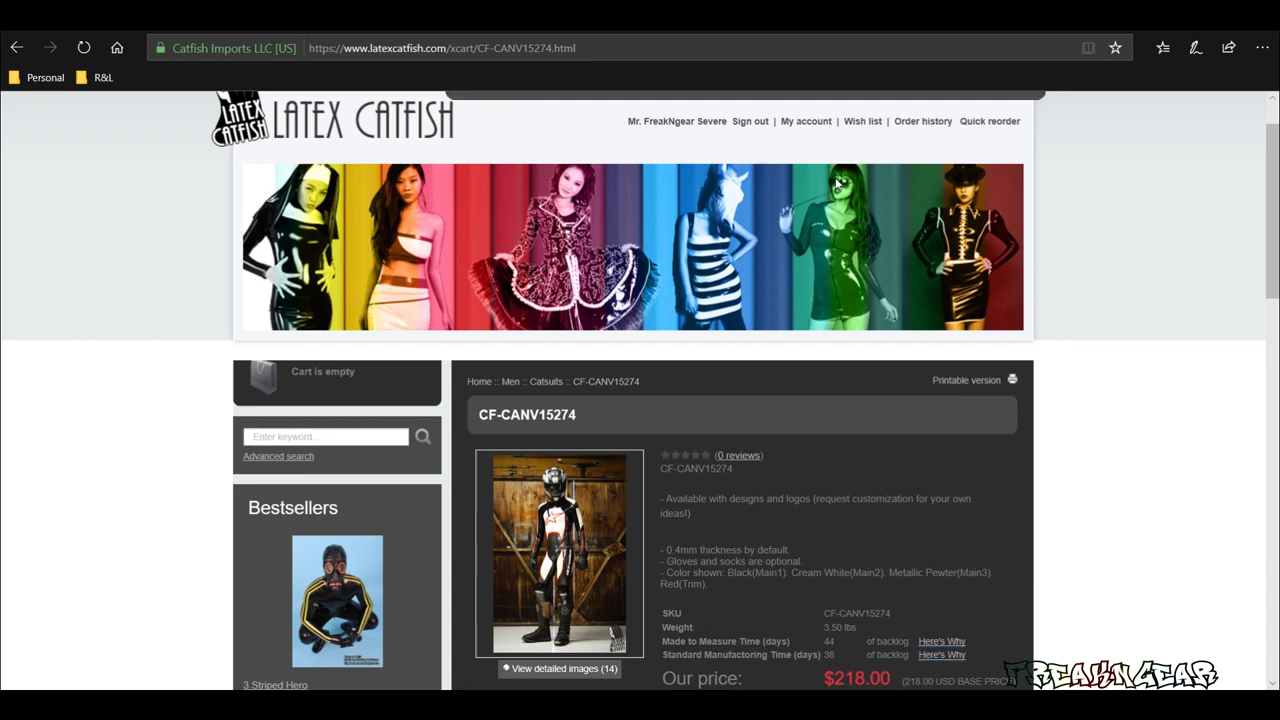 Catfish Imports LLC [US] https://www.latexcatfish.com/xcart/CF-CANV15274.html
Personal R&L
LATEX CATFISH LATEX CATFISH
Mr. FreakNgear Severe Sign out | My account | Wish list | Order history Quick reorder
Cart is empty
Enter keyword...
Advanced search
Bestsellers
3 Striped Hero
Home :: Men :: Catsuits :: CF-CANV15274
Printable version
CF-CANV15274
(0 reviews)
CF-CANV15274
- Available with designs and logos (request customization for your own
ideas!)
- 0.4mm thickness by default.
- Gloves and socks are optional.
- Color shown: Black(Main1). Cream White(Main2). Metallic Pewter(Main3).
Red(Trim).
SKU CF-CANV15274
Weight 3.50 lbs
Made to Measure Time (days) 44 of backlog Here's Why
Standard Manufactoring Time (days) 38 of backlog Here's Why
View detailed images (14)
Our price: $218.00 (218.00 USD BASE
FREAKNGEAR